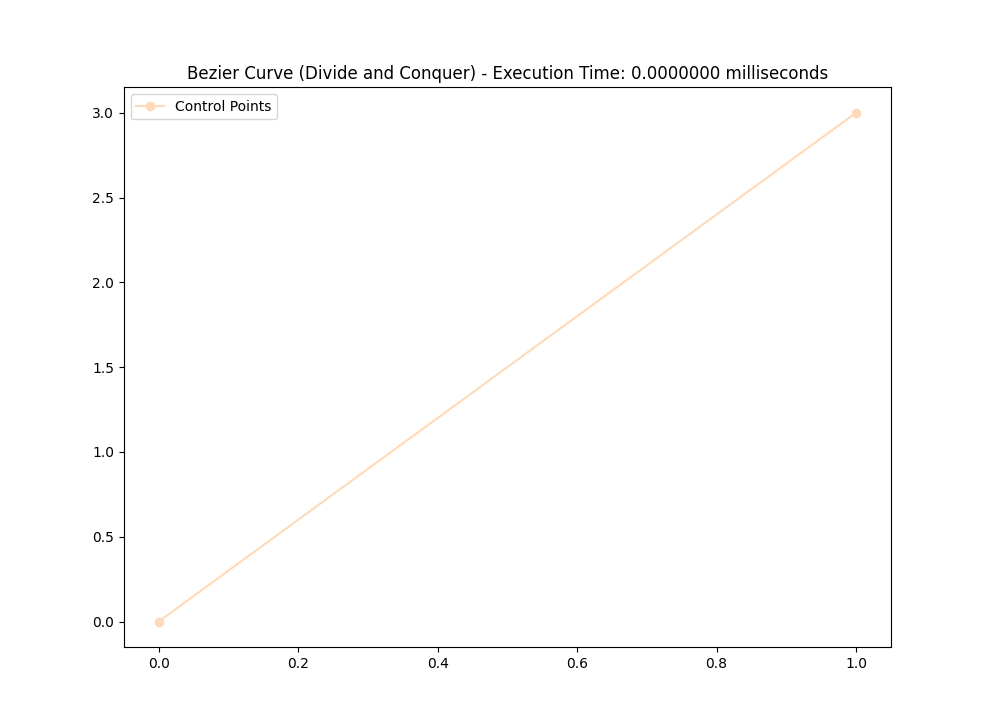 Bezier Curve (Divide and Conquer) - Execution Time: 0.0000000 milliseconds
Control Points
3.0
2.5
2.0
1.5
1.0
0.5
0.0
0.0 0.2 0.4 0.6 0.8 1.0